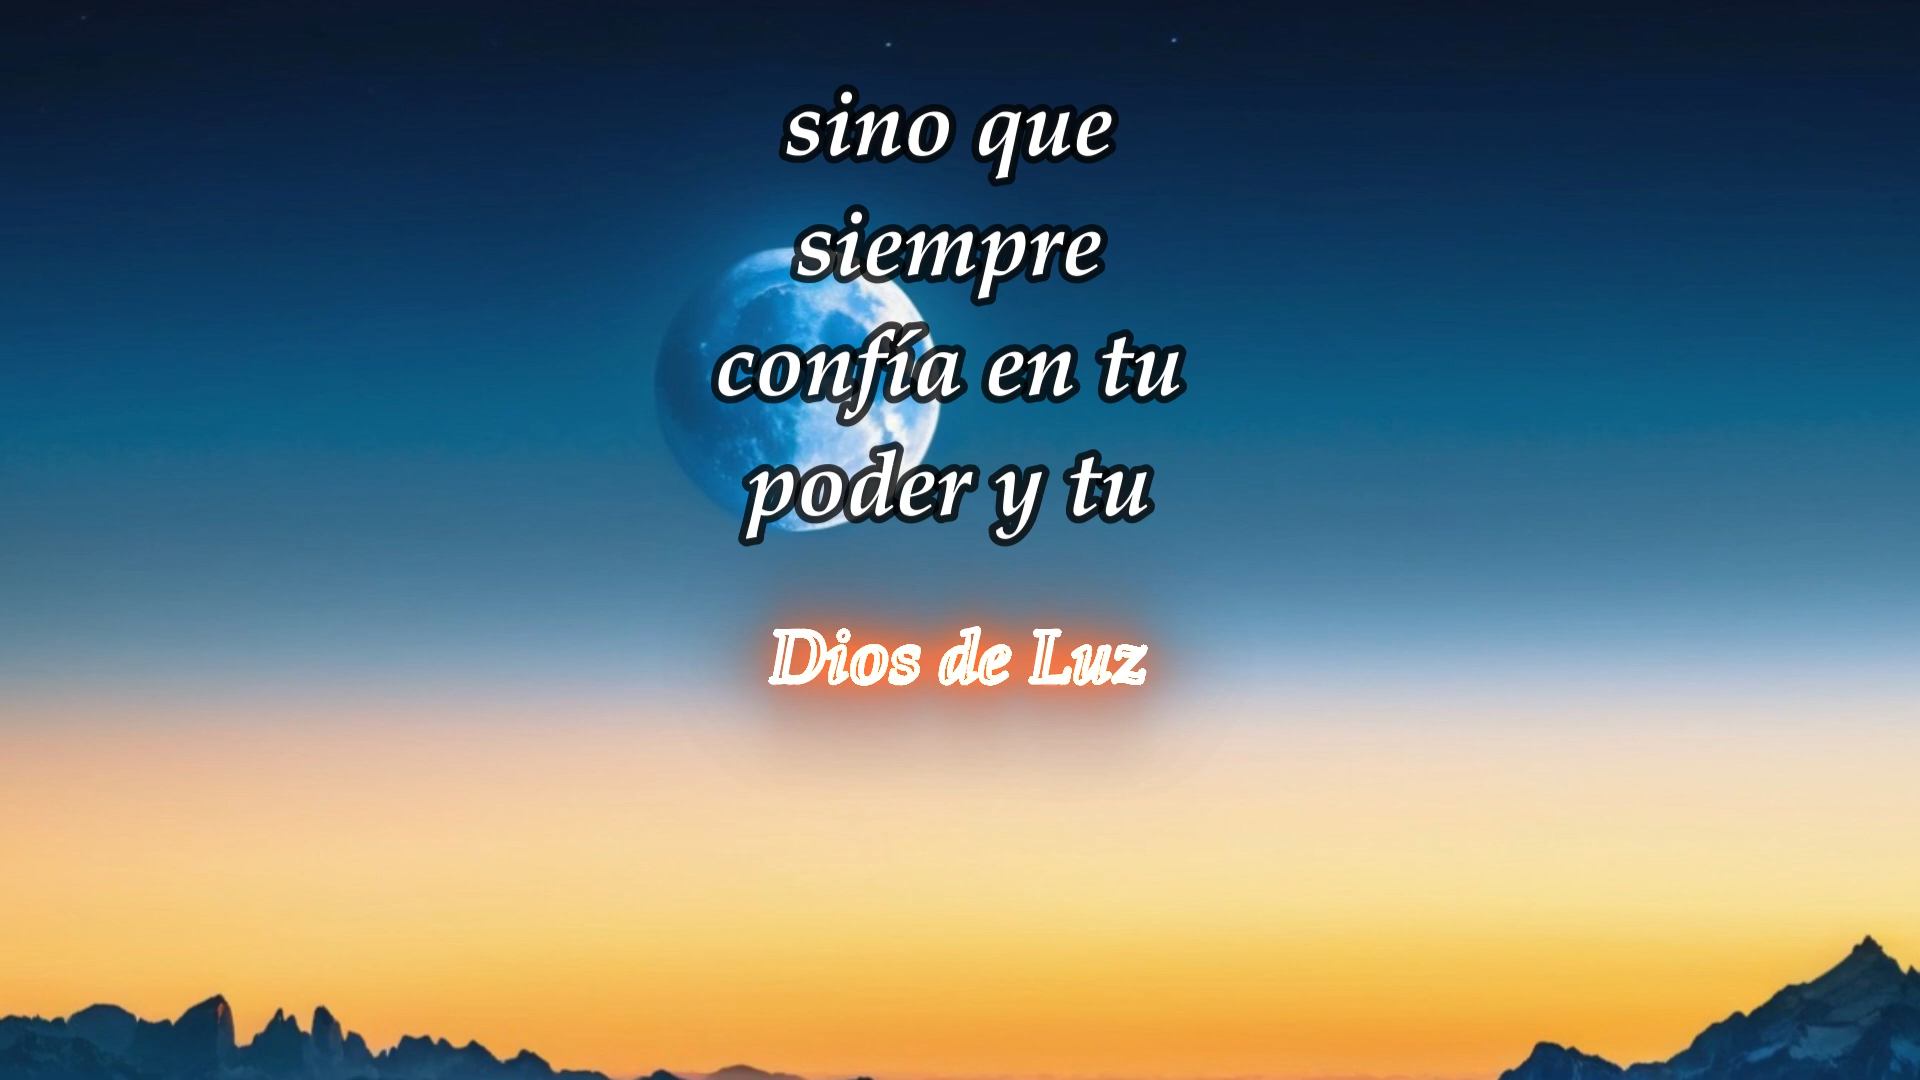 sino que
siempre
confía en tu
poder y tu
Dios de Luz